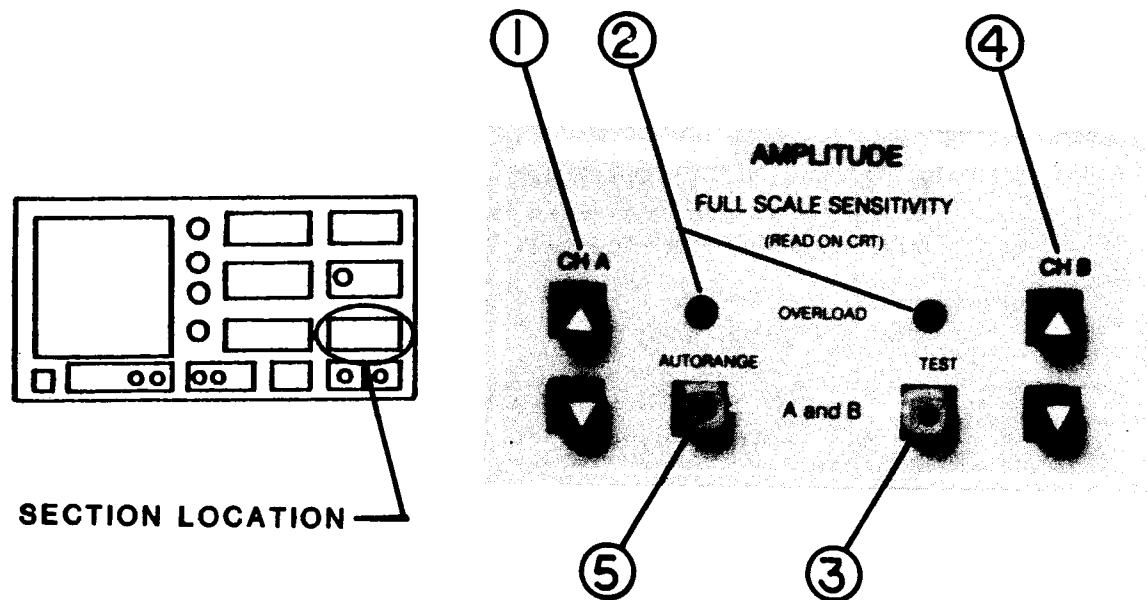 1
2
4
AMPLITUDE
FULL SCALE SENSITIVITY
(READ ON CRT)
CH A
CH B
OVERLOAD
AUTORANGE
TEST
A and B
SECTION LOCATION
5
3